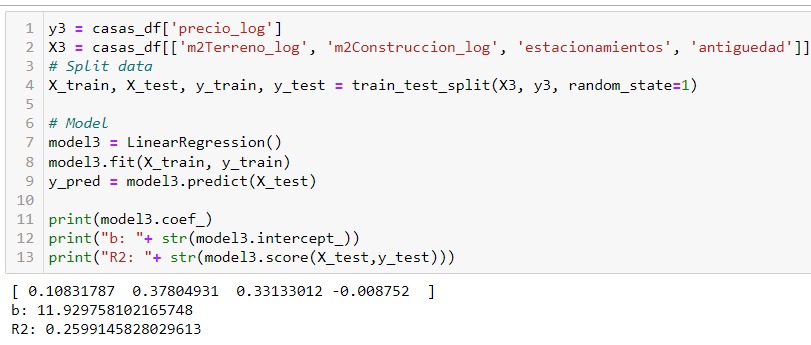 1 y3 = casas_df['precio_log']
2 X3 = casas_df[['m2Terreno_log', 'm2Construccion_log', 'estacionamientos', 'antiguedad']]
3 # Split data
4 X_train, X_test, y_train, y_test = train_test_split(X3, y3, random_state=1)
5
6 # Model
7 model3 = LinearRegression()
8 model3.fit(X_train, y_train)
9 y_pred = model3.predict(X_test)
10
11 print(model3.coef_)
12 print("b: "+ str(model3.intercept_))
13 print("R2: "+ str(model3.score(X_test,y_test)))
[ 0.10831787  0.37804931  0.33133012 -0.008752  ]
b: 11.929758102165748
R2: 0.2599145828029613